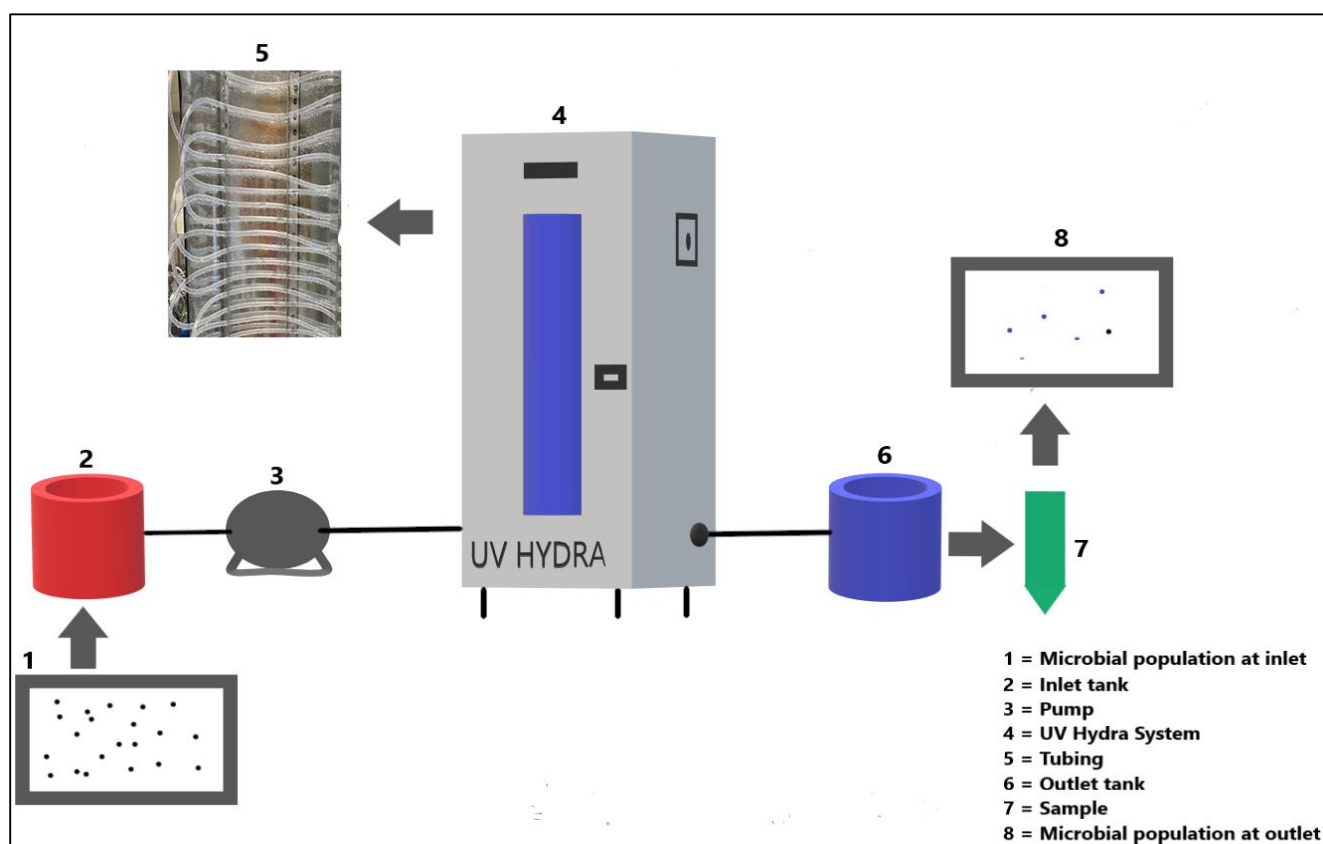 5
4
8
2
3
6
UV HYDRA
7
1
1 = Microbial population at inlet
2 = Inlet tank
3 = Pump
4 = UV Hydra System
5 = Tubing
6 = Outlet tank
7 = Sample
8 = Microbial population at outlet